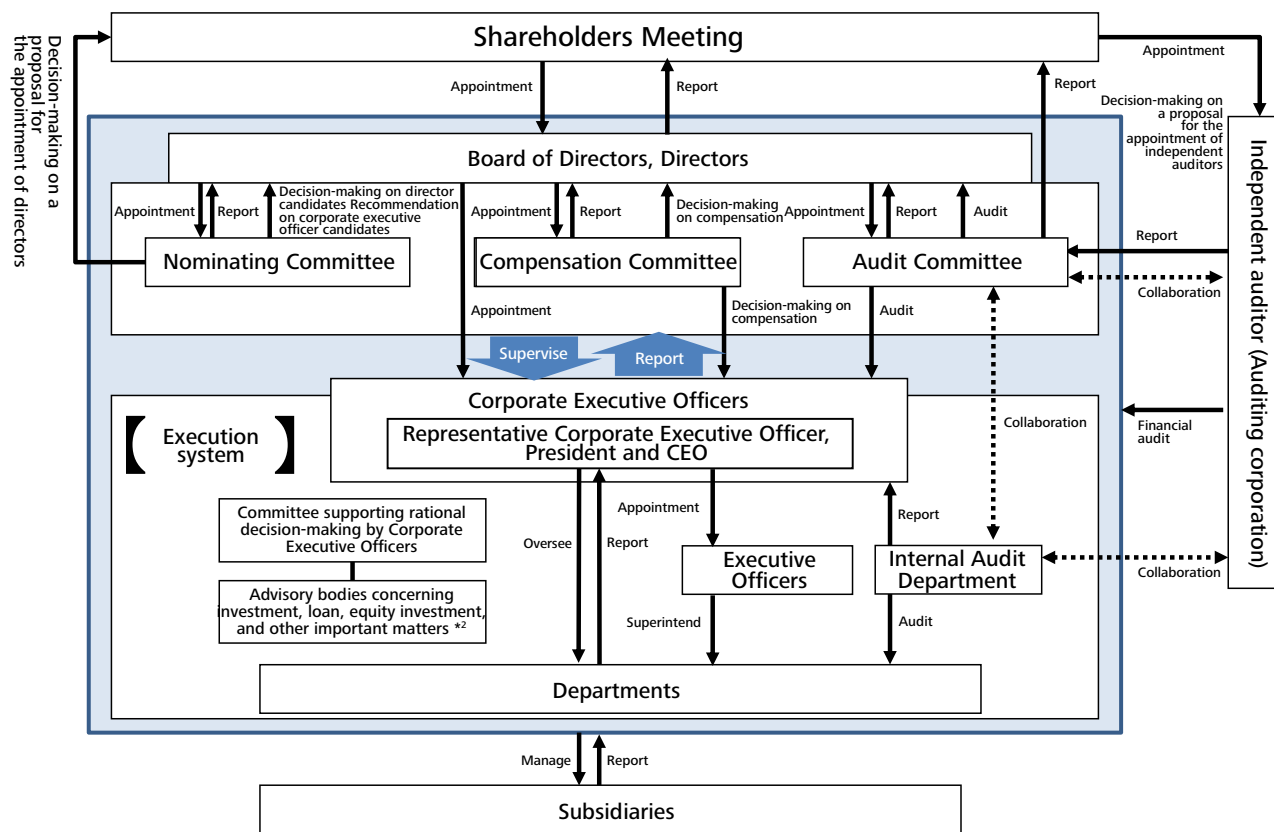 Shareholders Meeting
Decision-making on a
proposal for
the appointment of directors
Appointment
Report
Report
Appointment
Decision-making on
a proposal
for the
appointment of
independent
auditors
Independent auditor (Auditing corporation)
Board of Directors, Directors
Appointment
Report
Decision-making on director
candidates Recommendation
on corporate executive
officer candidates
Appointment
Report
Decision-making
on compensation
Appointment
Report
Audit
Nominating Committee
Compensation Committee
Audit Committee
Report
Collaboration
Appointment
Decision-making on
compensation
Audit
Supervise
Report
Corporate Executive Officers
Representative Corporate Executive Officer,
President and CEO
【 Execution
system 】
Collaboration
Financial
audit
Committee supporting rational
decision-making by Corporate
Executive Officers
Advisory bodies concerning
investment, loan, equity investment,
and other important matters *2
Oversee
Report
Appointment
Executive
Officers
Superintend
Report
Internal Audit
Department
Audit
Collaboration
Departments
Manage
Report
Subsidiaries